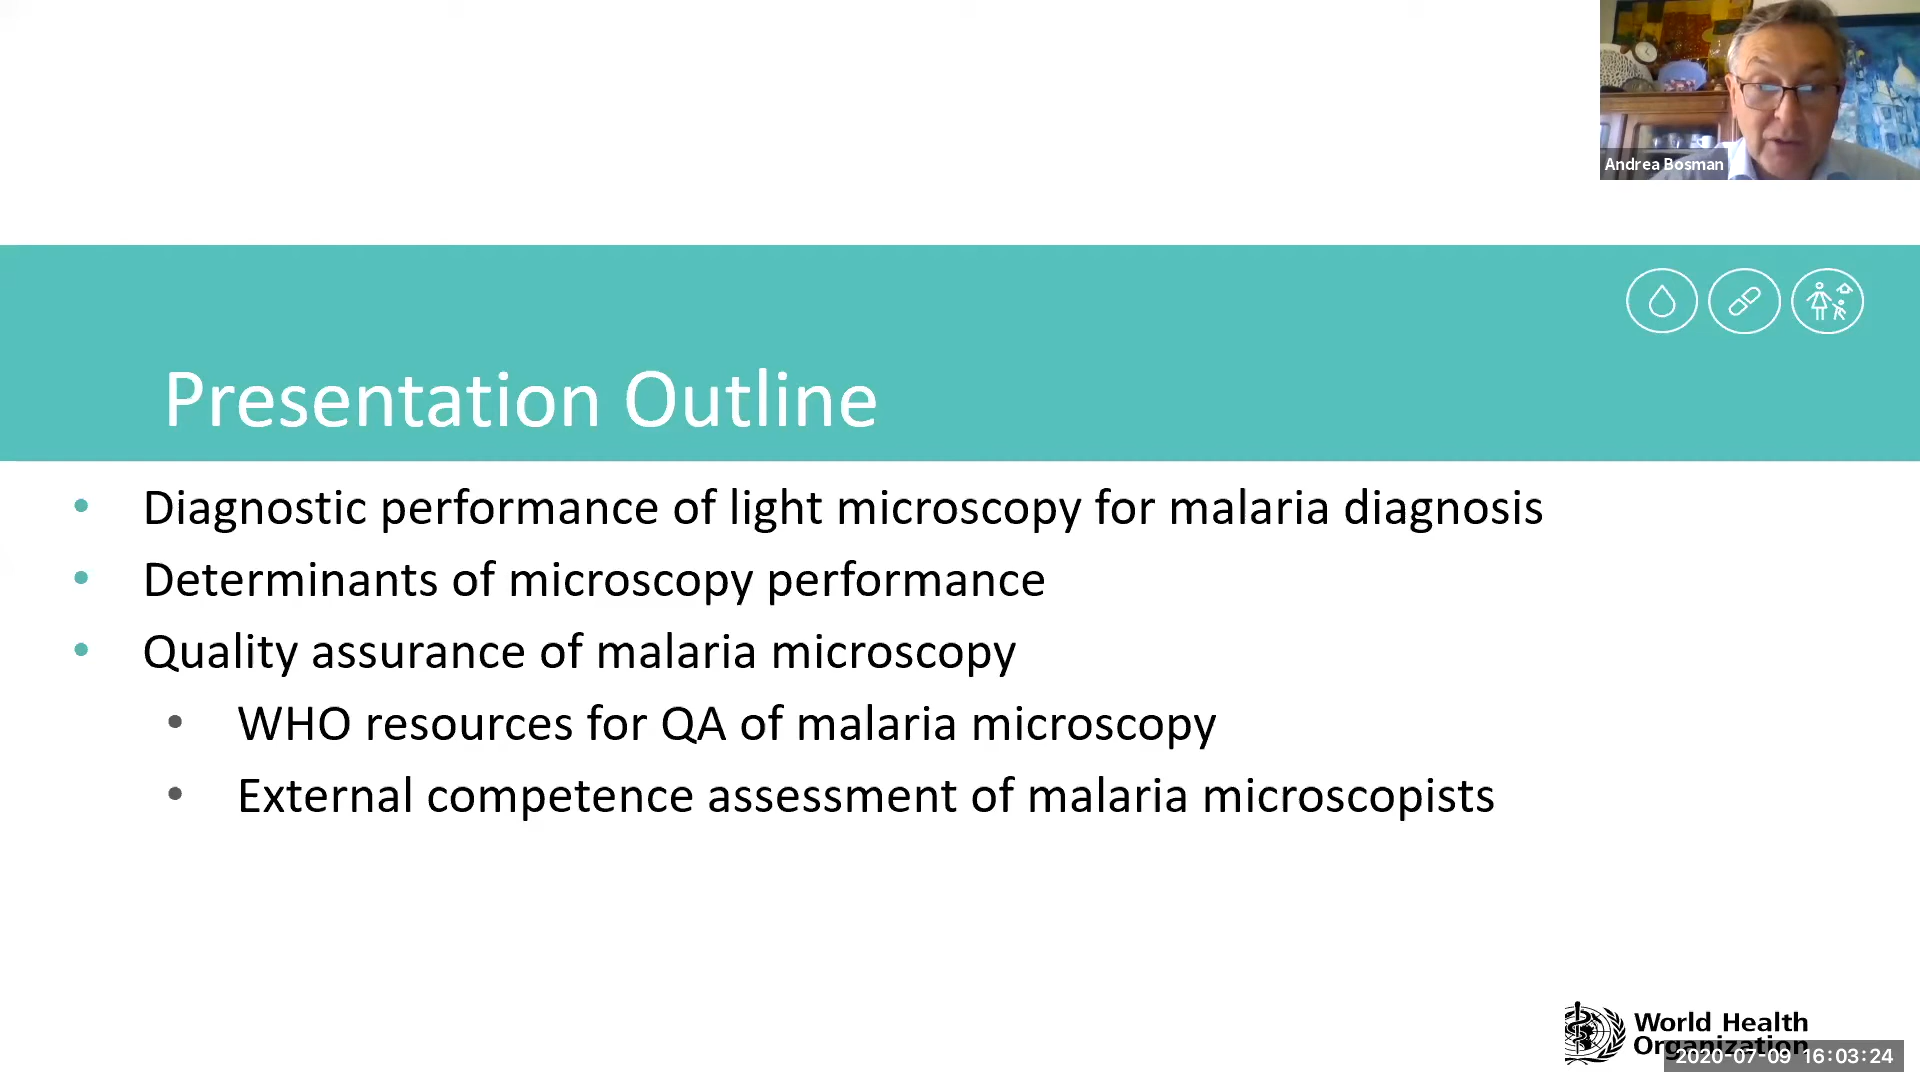 Andrea Bosman
Presentation Outline
• Diagnostic performance of light microscopy for malaria diagnosis
• Determinants of microscopy performance
• Quality assurance of malaria microscopy
• WHO resources for QA of malaria microscopy
• External competence assessment of malaria microscopists
World Health
Organization
2020-07-09 16:03:24